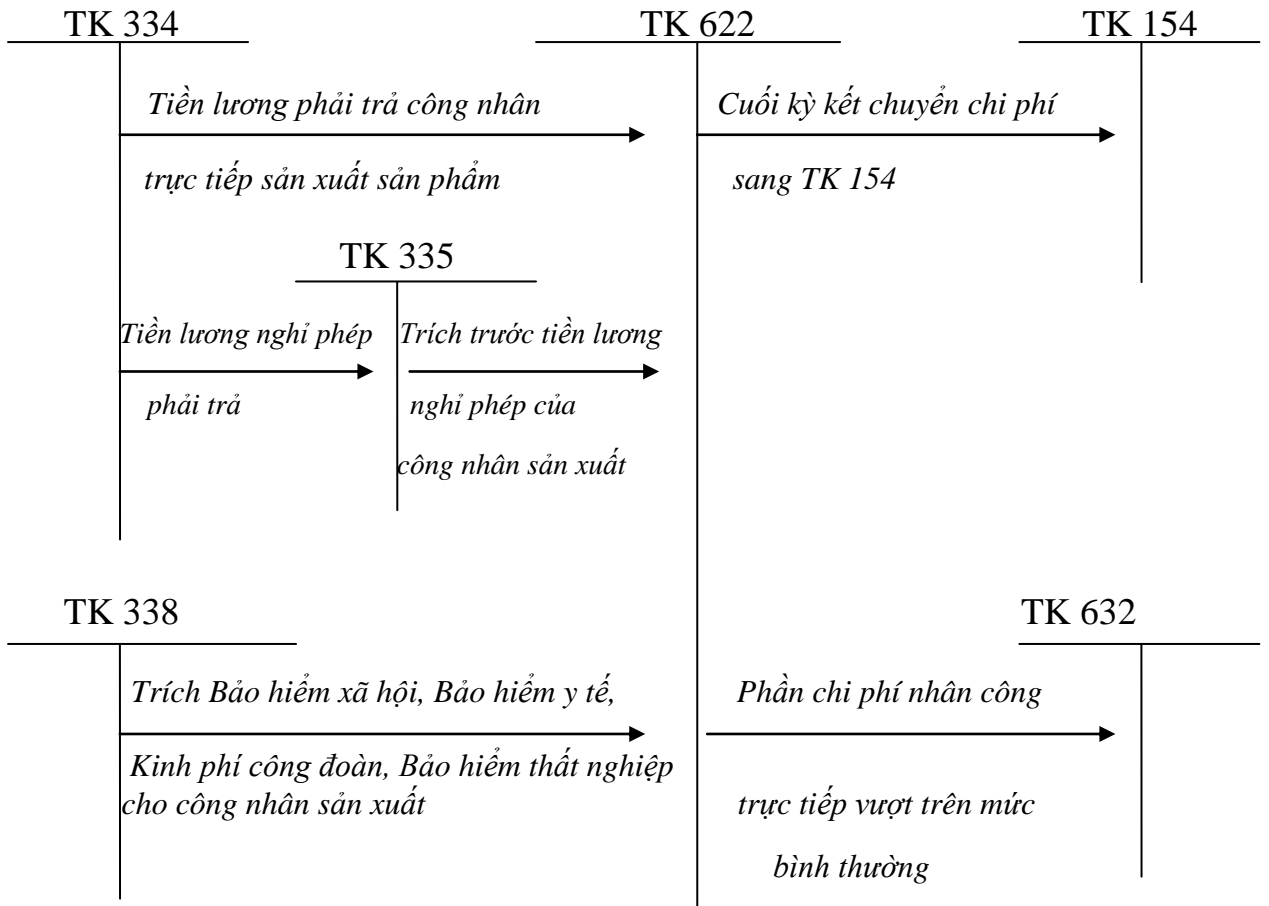 TK 334
TK 622
TK 154
Tiền lương phải trả công nhân
trực tiếp sản xuất sản phẩm
Cuối kỳ kết chuyển chi phí
sang TK 154
TK 335
Tiền lương nghỉ phép
phải trả
Trích trước tiền lương
nghỉ phép của
công nhân sản xuất
TK 338
TK 632
Trích Bảo hiểm xã hội, Bảo hiểm y tế,
Kinh phí công đoàn, Bảo hiểm thất nghiệp
cho công nhân sản xuất
Phần chi phí nhân công
trực tiếp vượt trên mức
bình thường